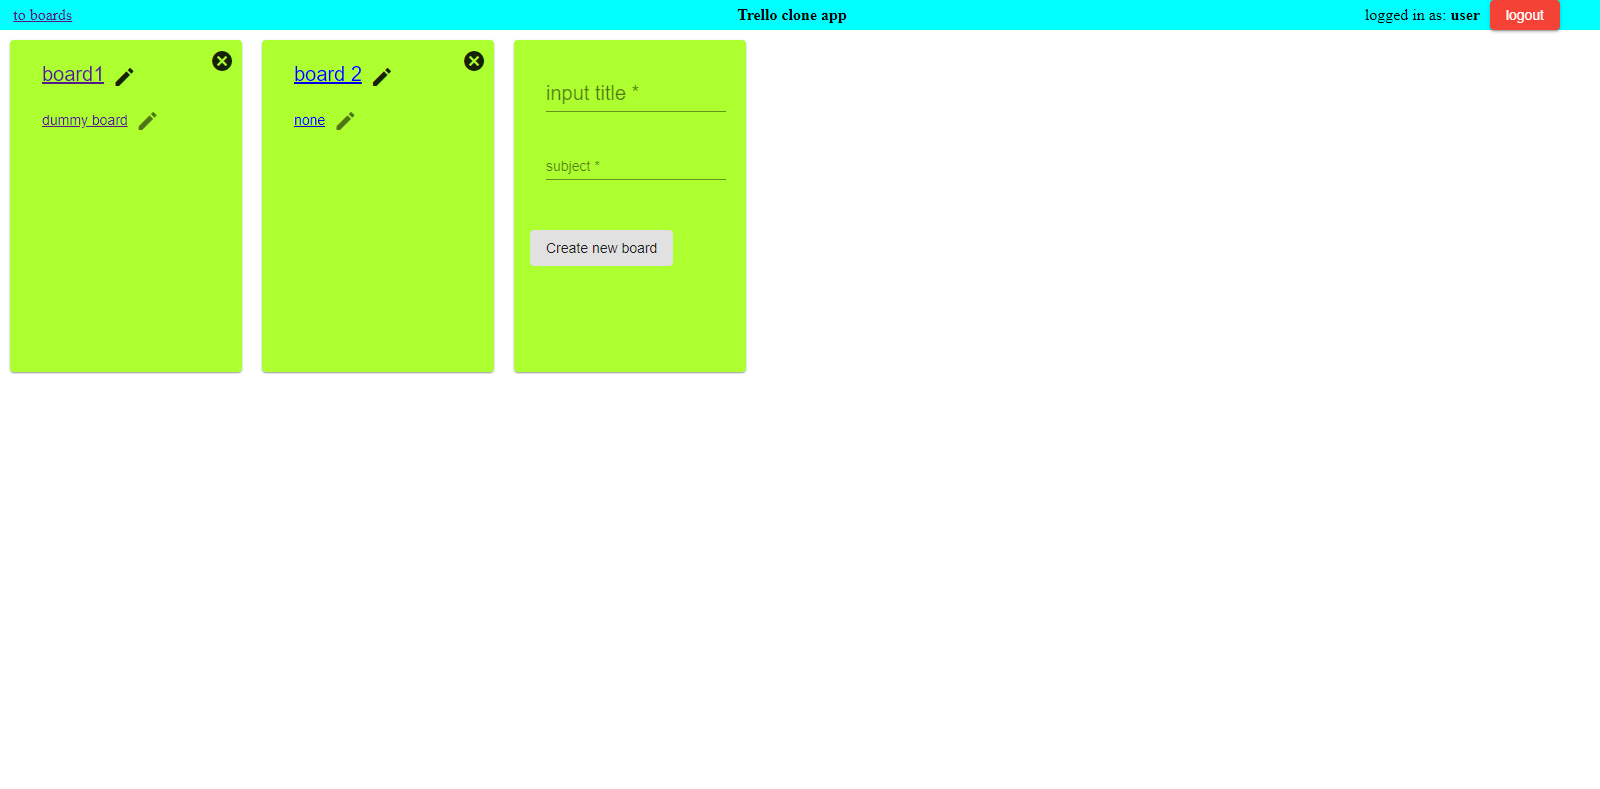 to boards
Trello clone app
logged in as: user
logout
board1
dummy board
board 2
none
input title *
subject *
Create new board